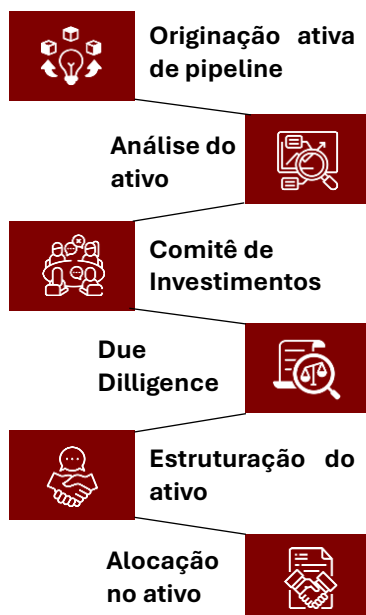 Originação ativa
de pipeline
Análise do
ativo
Comitê de
Investimentos
Due
Dilligence
Estruturação do
ativo
Alocação
no ativo